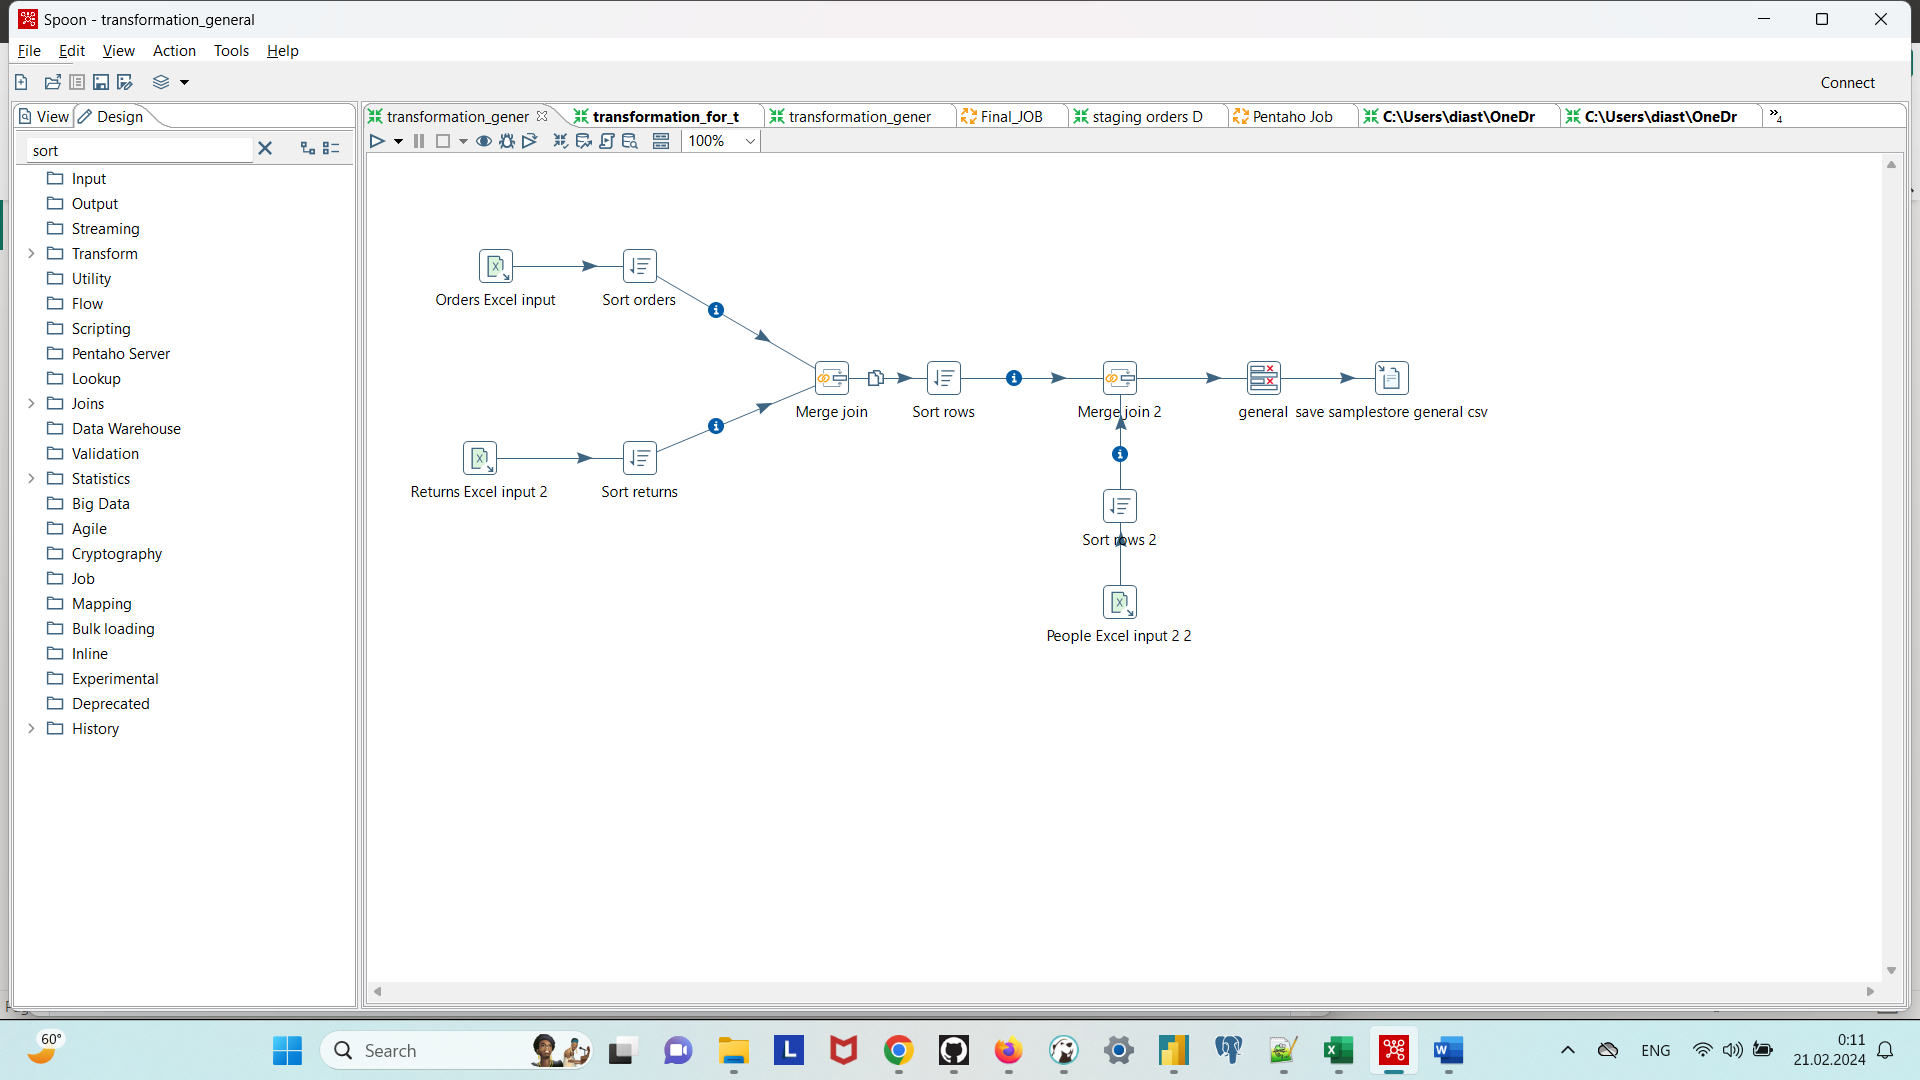 Spoon - transformation_general
File Edit View Action Tools Help
Connect
View Design
transformation_gener transformation_for_t transformation_gener Final_JOB staging orders D Pentaho Job C:\Users\diast\OneDr C:\Users\diast\OneDr »4
100%
sort
Input
Output
Streaming
Transform
Utility
Flow
Scripting
Pentaho Server
Lookup
Joins
Data Warehouse
Validation
Statistics
Big Data
Agile
Cryptography
Job
Mapping
Bulk loading
Inline
Experimental
Deprecated
History
Orders Excel input Sort orders
Merge join Sort rows Merge join 2 general save samplestore general csv
Returns Excel input 2 Sort returns
Sort rows 2
People Excel input 2 2
60°
Search
L
ENG
0:11
21.02.2024